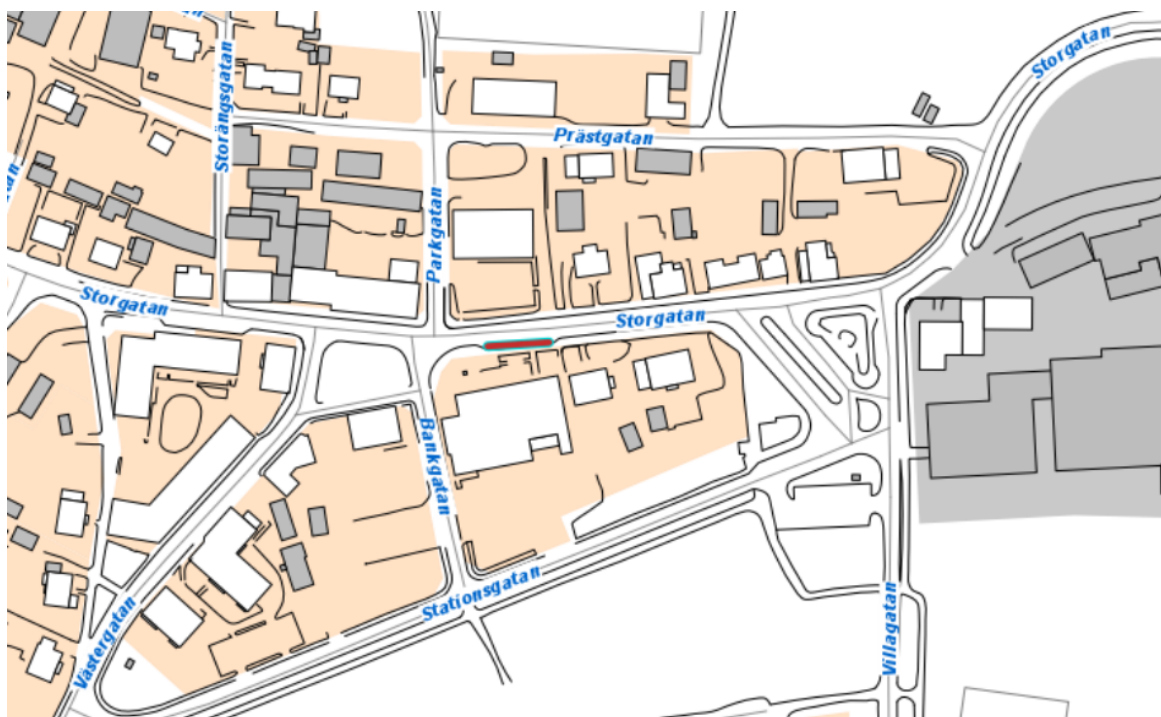 Storgatan
Storängsgatan
Prästgatan
Parkgatan
Storgatan
Storgatan
Bankgatan
Stationsgatan
Västergatan
Villagatan